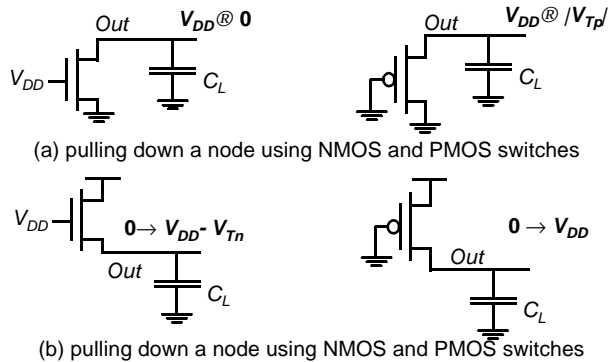 Out V_DD ® 0
V_DD
C_L
Out V_DD ® |V_Tp|
C_L
(a) pulling down a node using NMOS and PMOS switches
V_DD
0 → V_DD - V_Tn
Out
C_L
0 → V_DD
Out
C_L
(b) pulling down a node using NMOS and PMOS switches